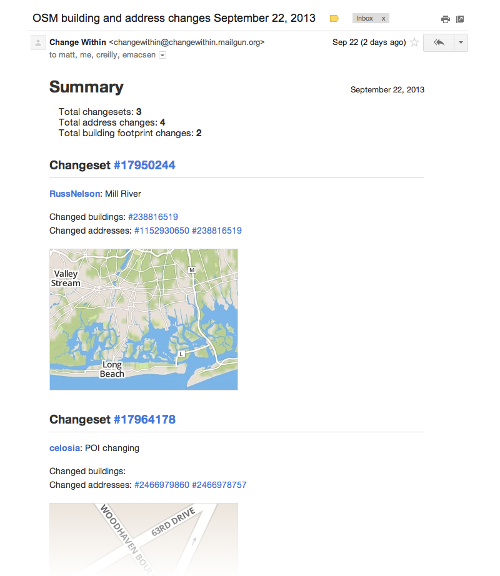 OSM building and address changes September 22, 2013
Inbox x
Change Within <changewithin@changewithin.mailgun.org>
Sep 22 (2 days ago)
to matt, me, creilly, emacsen
Summary
September 22, 2013
Total changesets: 3
Total address changes: 4
Total building footprint changes: 2
Changeset #17950244
RussNelson: Mill River
Changed buildings: #238816519
Changed addresses: #1152930650 #238816519
M
Valley
Stream
L
Long
Beach
Changeset #17964178
celosia: POI changing
Changed buildings:
Changed addresses: #2466979860 #2466978757
WOODHAVEN
63RD DRIVE